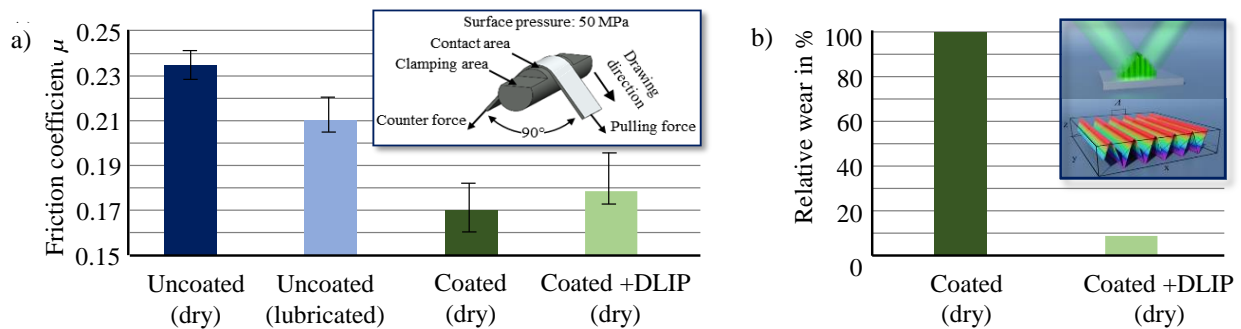 a)
Friction coefficient μ
0.25
0.23
0.21
0.19
0.17
0.15
Surface pressure: 50 MPa
Contact area
Clamping area
Drawing
direction
Counter force
90°
Pulling force
Uncoated
(dry)
Uncoated
(lubricated)
Coated
(dry)
Coated +DLIP
(dry)
b)
Relative wear in %
100
80
60
40
20
0
Λ
z
y
x
Coated
(dry)
Coated +DLIP
(dry)